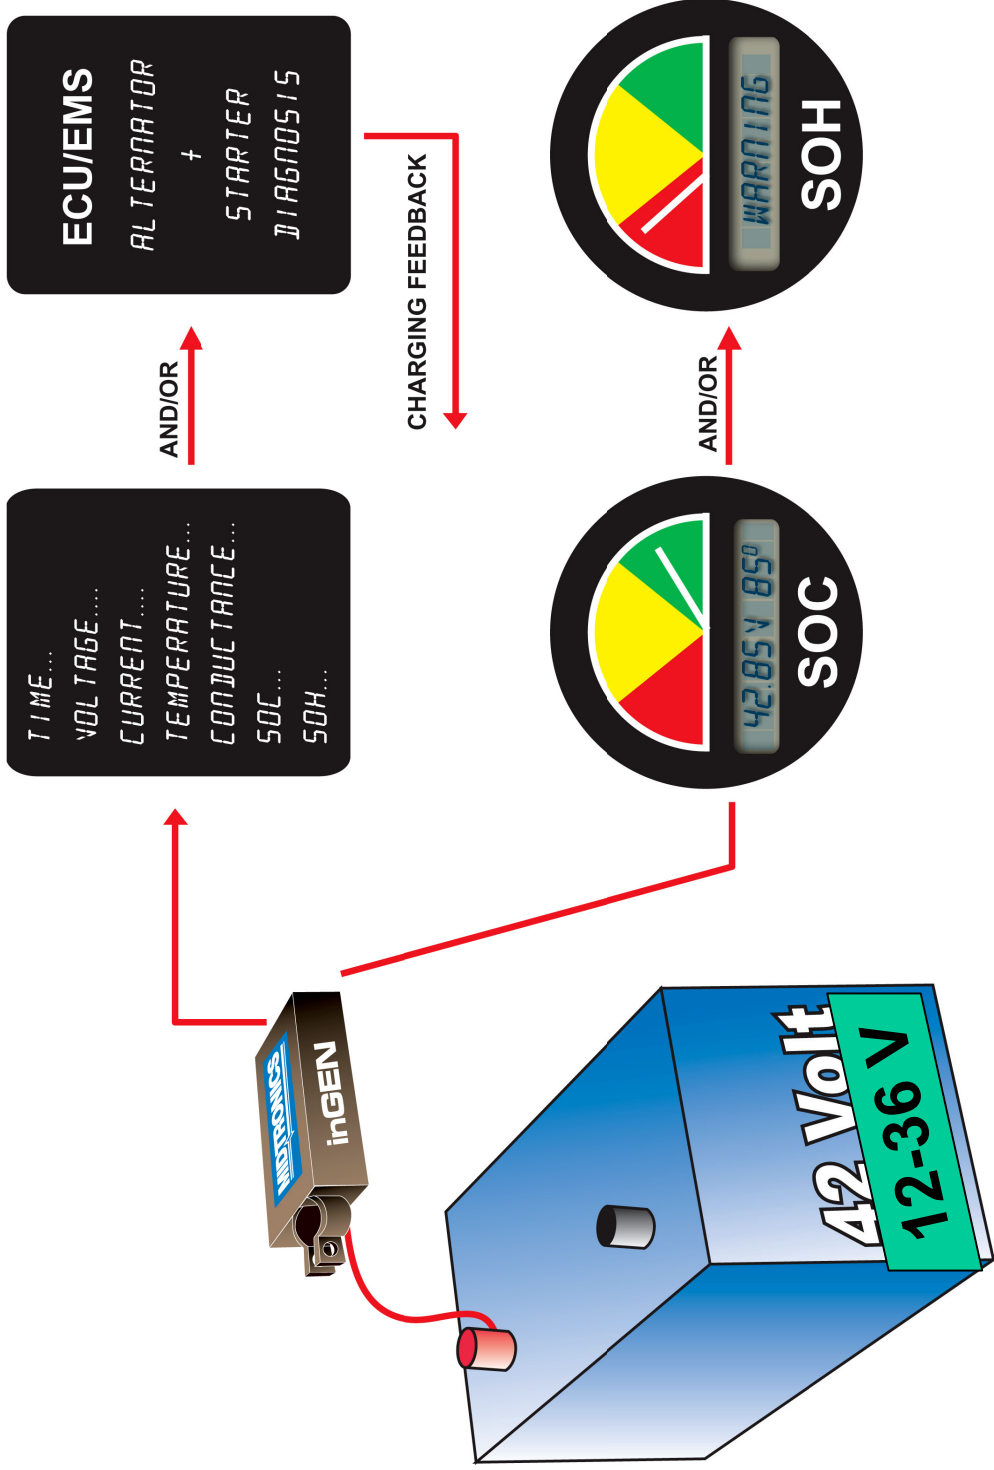 TIME...
VOLTAGE....
CURRENT....
TEMPERATURE...
CONDUCTANCE...
SOC...
SOH...
AND/OR
ECU/EMS
ALTERNATOR
+
STARTER
DIAGNOSIS
CHARGING FEEDBACK
MIDTRONICS
inGEN
42.85V 85°
SOC
AND/OR
WARNING
SOH
42 Volt
12-36 V